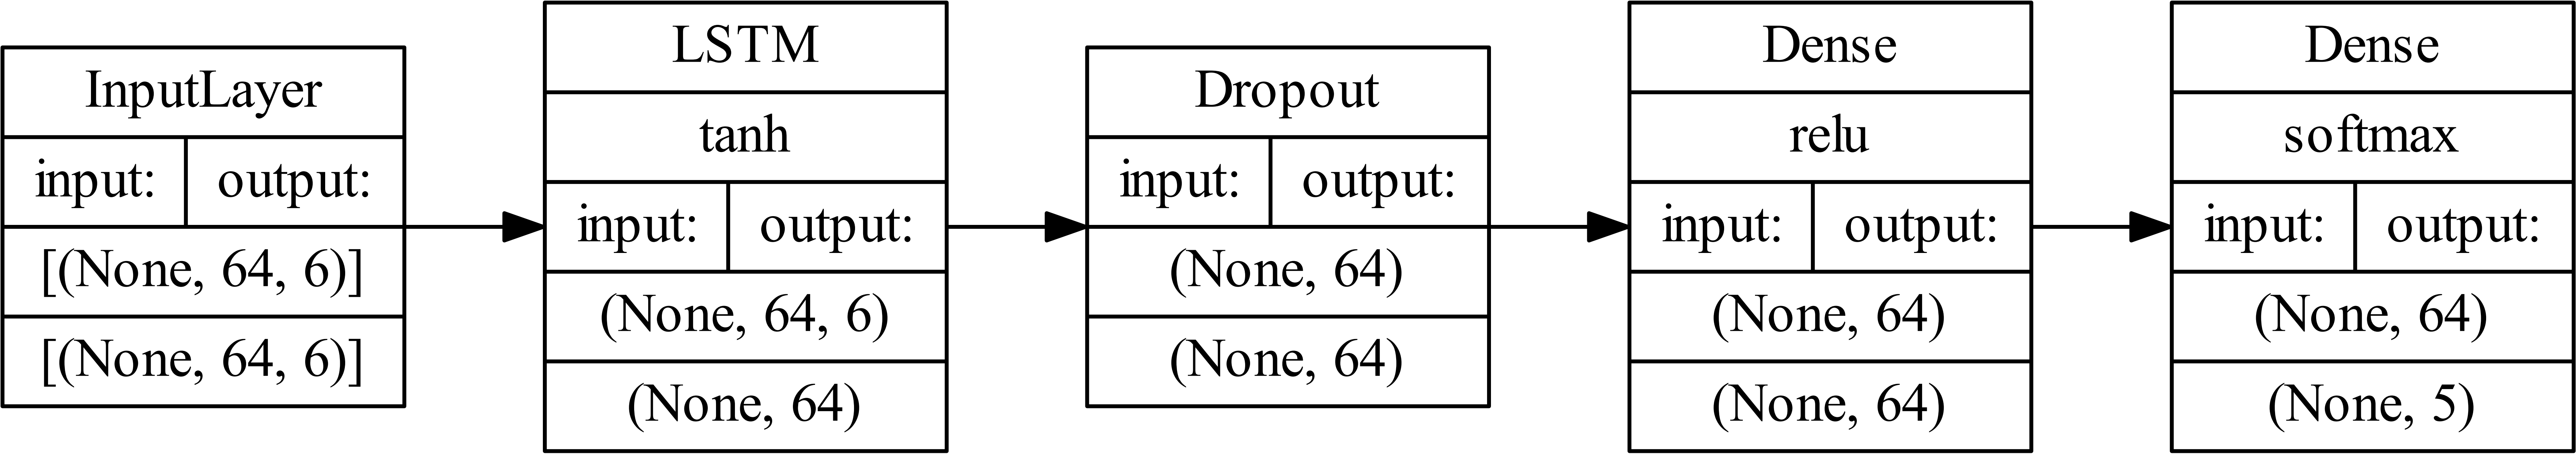 InputLayer
input: output:
[(None, 64, 6)]
[(None, 64, 6)]
LSTM
tanh
input: output:
(None, 64, 6)
(None, 64)
Dropout
input: output:
(None, 64)
(None, 64)
Dense
relu
input: output:
(None, 64)
(None, 64)
Dense
softmax
input: output:
(None, 64)
(None, 5)